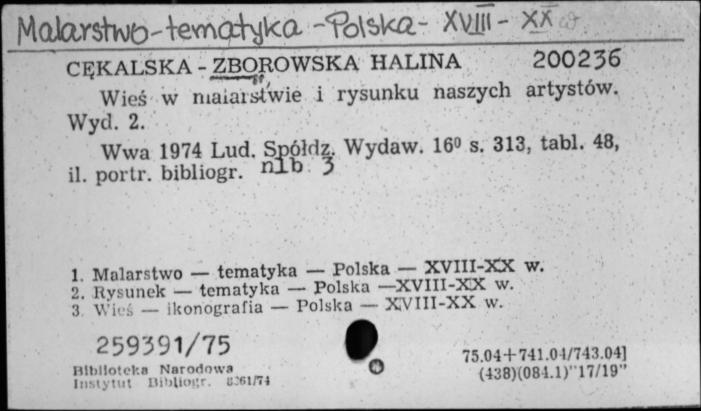 Malarstwo-tematyka-Polska- XVIII - XX w
CĘKALSKA - ZBOROWSKA HALINA 200236
Wieś w malarstwie i rysunku naszych artystów.
Wyd. 2.
Wwa 1974 Lud. Spółdz. Wydaw. 16⁰ s. 313, tabl. 48,
il. portr. bibliogr. nlb 3
1. Malarstwo — tematyka — Polska — XVIII-XX w.
2. Rysunek — tematyka — Polska —XVIII-XIX w.
3. Wieś — ikonografia — Polska — XVIII-XX w.
259391/75
Biblioteka Narodowa
Instytut Bibliogr. 8261/74
75.04+741.04/743.04]
(438)(084.1)"17/19"